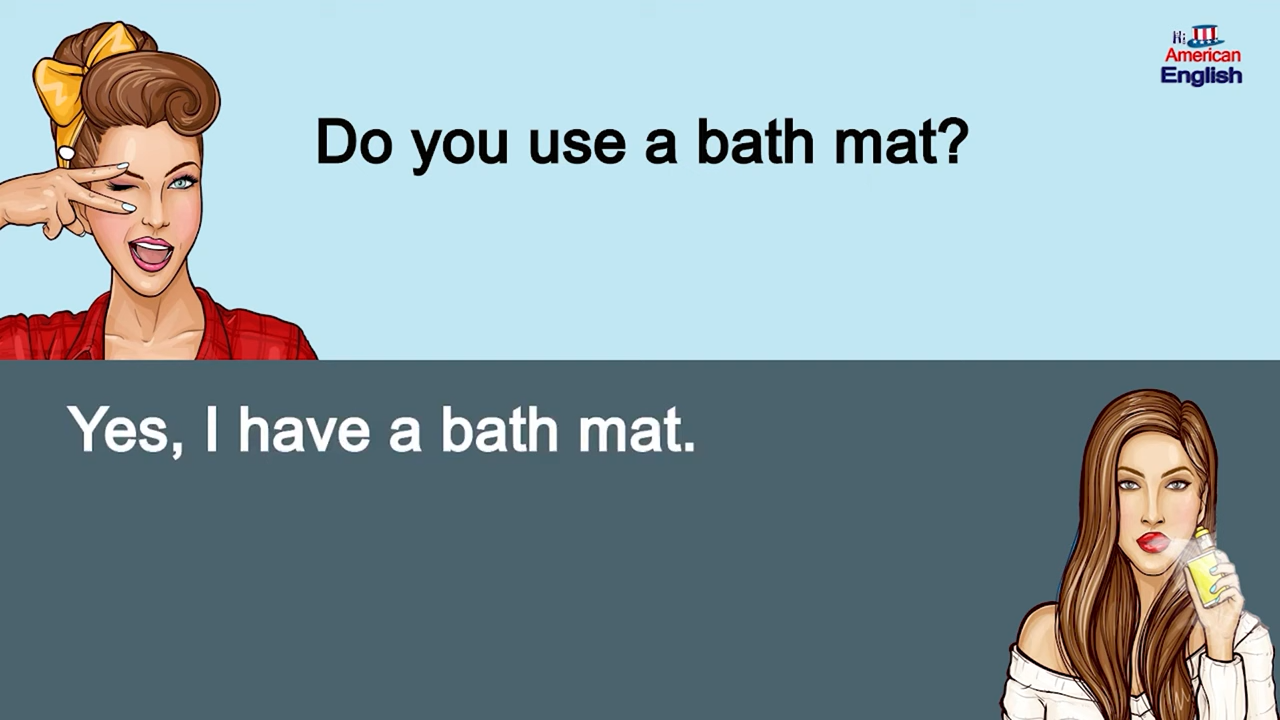 Hi
American
English
Do you use a bath mat?
Yes, I have a bath mat.